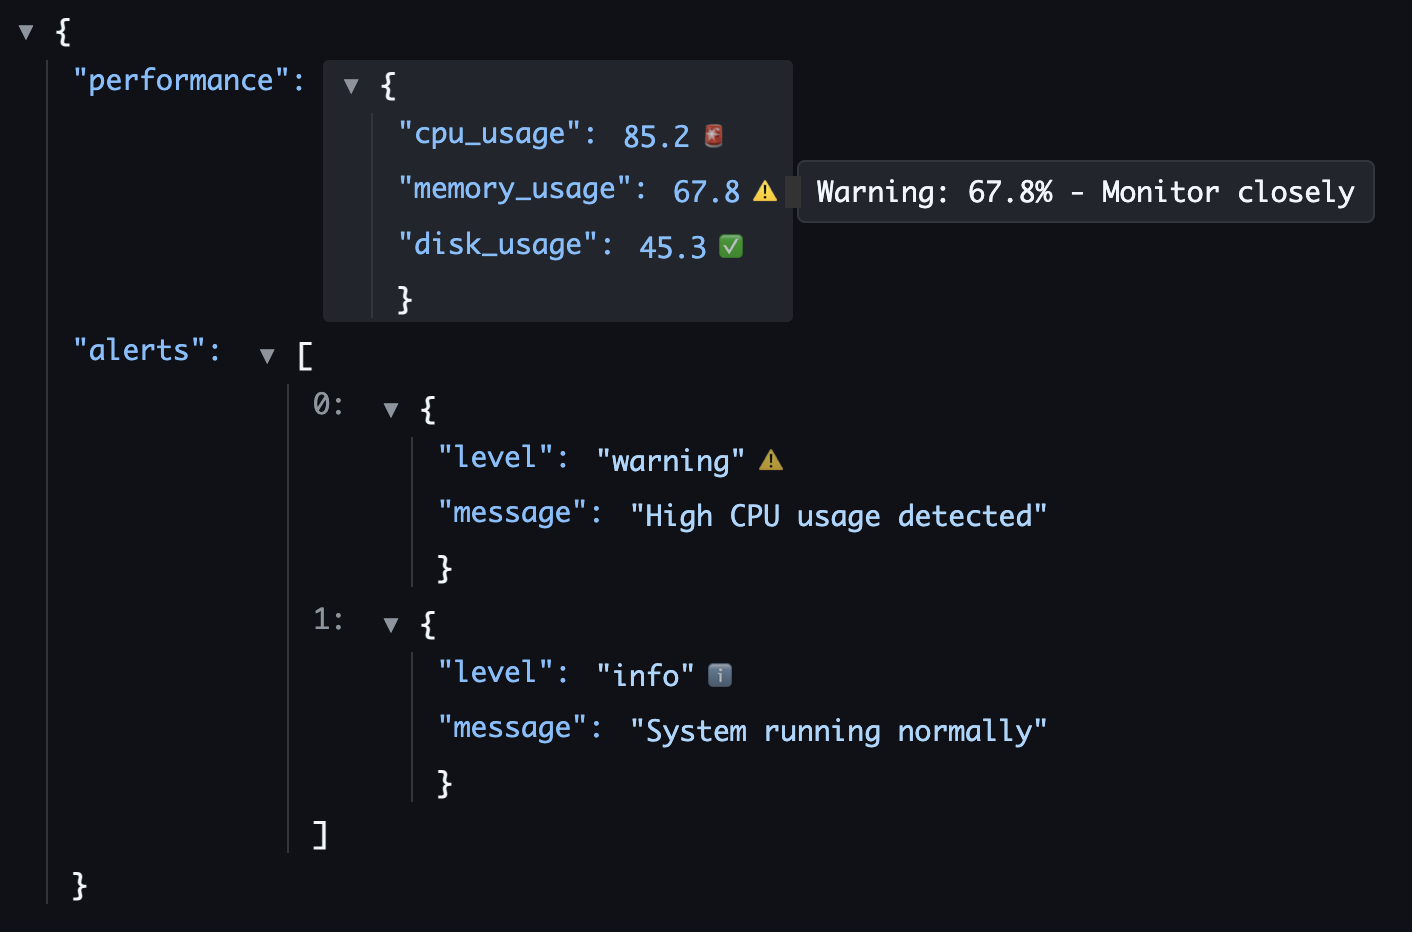 ▼ {
"performance": ▼ {
"cpu_usage": 85.2 🚨
"memory_usage": 67.8 ⚠️ Warning: 67.8% - Monitor closely
"disk_usage": 45.3 ✅
}
"alerts": ▼ [
0: ▼ {
"level": "warning" ⚠️
"message": "High CPU usage detected"
}
1: ▼ {
"level": "info" ℹ️
"message": "System running normally"
}
]
}